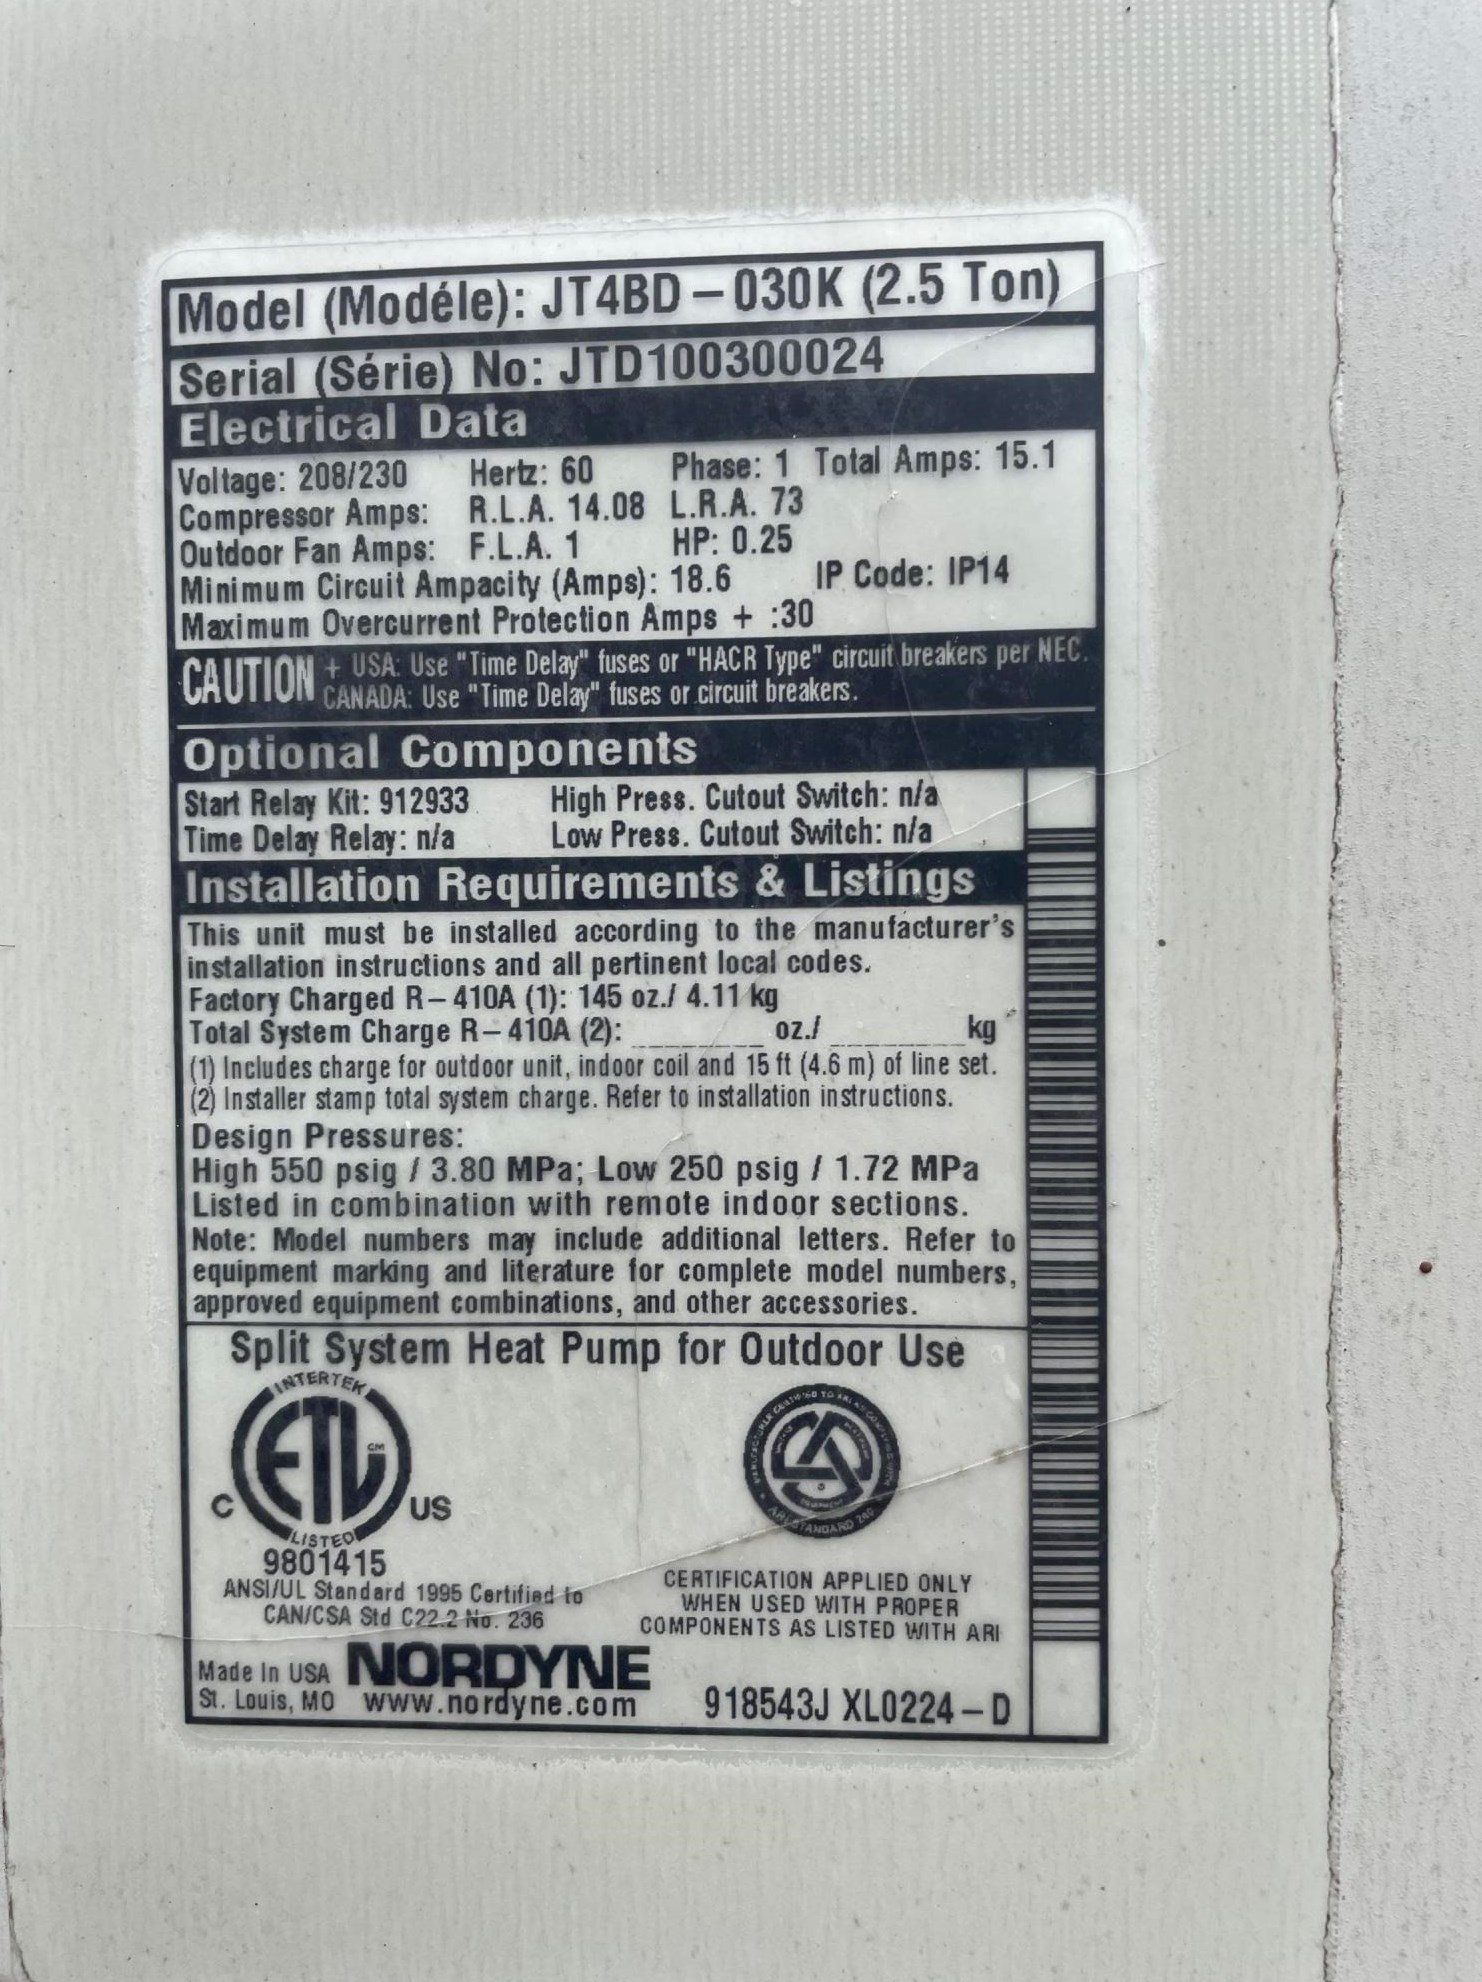 Model (Modéle): JT4BD – 030K (2.5 Ton)
Serial (Série) No: JTD100300024
Electrical Data
Voltage: 208/230 Hertz: 60 Phase: 1 Total Amps: 15.1
Compressor Amps: R.L.A. 14.08 L.R.A. 73
Outdoor Fan Amps: F.L.A. 1 HP: 0.25
Minimum Circuit Ampacity (Amps): 18.6 IP Code: IP14
Maximum Overcurrent Protection Amps + :30
CAUTION + USA: Use "Time Delay" fuses or "HACR Type" circuit breakers per NEC.
CANADA: Use "Time Delay" fuses or circuit breakers.
Optional Components
Start Relay Kit: 912933 High Press. Cutout Switch: n/a
Time Delay Relay: n/a Low Press. Cutout Switch: n/a
Installation Requirements & Listings
This unit must be installed according to the manufacturer's
installation instructions and all pertinent local codes.
Factory Charged R–410A (1): 145 oz./ 4.11 kg
Total System Charge R–410A (2): ________ oz./ ________ kg
(1) Includes charge for outdoor unit, indoor coil and 15 ft (4.6 m) of line set.
(2) Installer stamp total system charge. Refer to installation instructions.
Design Pressures:
High 550 psig / 3.80 MPa; Low 250 psig / 1.72 MPa
Listed in combination with remote indoor sections.
Note: Model numbers may include additional letters. Refer to
equipment marking and literature for complete model numbers,
approved equipment combinations, and other accessories.
Split System Heat Pump for Outdoor Use
INTERTEK
ETL CM
C US
LISTED
9801415
ANSI/UL Standard 1995 Certified to
CAN/CSA Std C22.2 No. 236
ARI STANDARD 240
CERTIFICATION APPLIED ONLY
WHEN USED WITH PROPER
COMPONENTS AS LISTED WITH ARI
Made In USA NORDYNE
St. Louis, MO www.nordyne.com
918543J XL0224–D